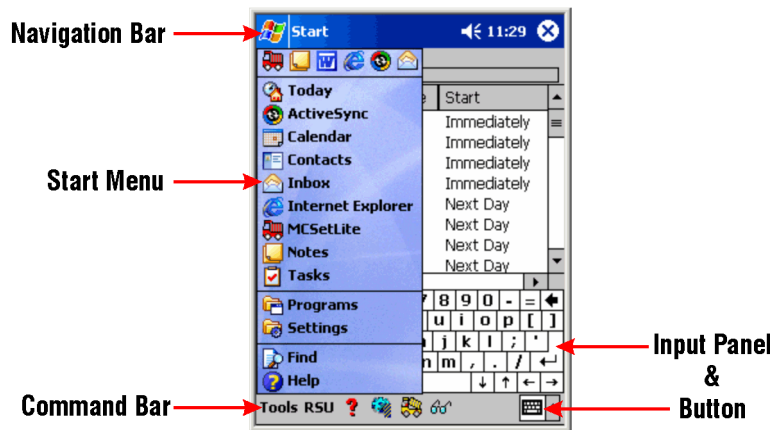 Navigation Bar
Start 11:29
Today
ActiveSync
Calendar
Contacts
Start Menu
Inbox
Internet Explorer
MCSetLite
Notes
Tasks
Programs
Settings
Find
Help
Start
Immediately
Immediately
Immediately
Immediately
Next Day
Next Day
Next Day
Next Day
8 9 0 - =
u i o p [ ]
j k l ; '
m , . /
↓ ↑ ← →
Input Panel
&
Button
Command Bar
Tools RSU ?